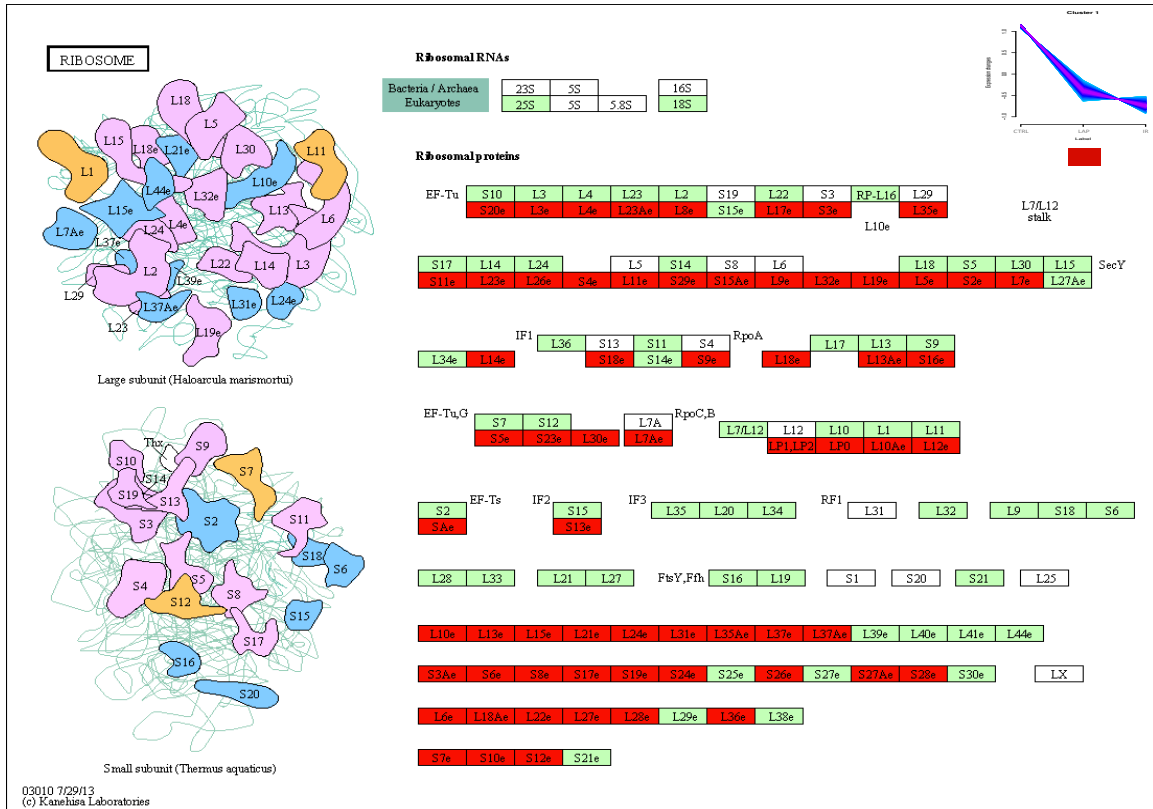 RIBOSOME
L18
L5
L15
L18e
L21e
L30
L11
L1
L44e
L32e
L10e
L15e
L13
L6
L7Ae
L24
L4e
L37e
L2
L22
L14
L3
L39e
L29
L37Ae
L31e
L24e
L23
L19e
Large subunit (Haloarcula marismortui)
Thx
S9
S10
S14
S7
S19
S13
S3
S2
S11
S18
S6
S4
S5
S8
S12
S15
S17
S16
S20
Small subunit (Thermus aquaticus)
03010 7/29/13
(c) Kanehisa Laboratories
Ribosomal RNAs
Bacteria / Archaea 23S 5S 16S
Eukaryotes 25S 5S 5.8S 18S
Cluster 1
Expression changes
CTRL LAP IR
Label
Ribosomal proteins
EF-Tu S10 L3 L4 L23 L2 S19 L22 S3 RP-L16 L29
S20e L3e L4e L23Ae L8e S15e L17e S3e L10e L35e
L7/L12
stalk
S17 L14 L24 L5 S14 S8 L6 L18 S5 L30 L15 SecY
S11e L23e L26e S4e L11e S29e S15Ae L9e L32e L19e L5e S2e L7e L27Ae
IF1 L36 S13 S11 S4 RpoA L17 L13 S9
L34e L14e S18e S14e S9e L18e L13Ae S16e
EF-Tu,G S7 S12 L7A RpoC,B L7/L12 L12 L10 L1 L11
S5e S23e L30e L7Ae LP1,LP2 LP0 L10Ae L12e
S2 EF-Ts IF2 S15 IF3 L35 L20 L34 RF1 L31 L32 L9 S18 S6
SAe S13e
L28 L33 L21 L27 FtsY,Ffh S16 L19 S1 S20 S21 L25
L10e L13e L15e L21e L24e L31e L35Ae L37e L37Ae L39e L40e L41e L44e
S3Ae S6e S8e S17e S19e S24e S25e S26e S27e S27Ae S28e S30e LX
L6e L18Ae L22e L27e L28e L29e L36e L38e
S7e S10e S12e S21e